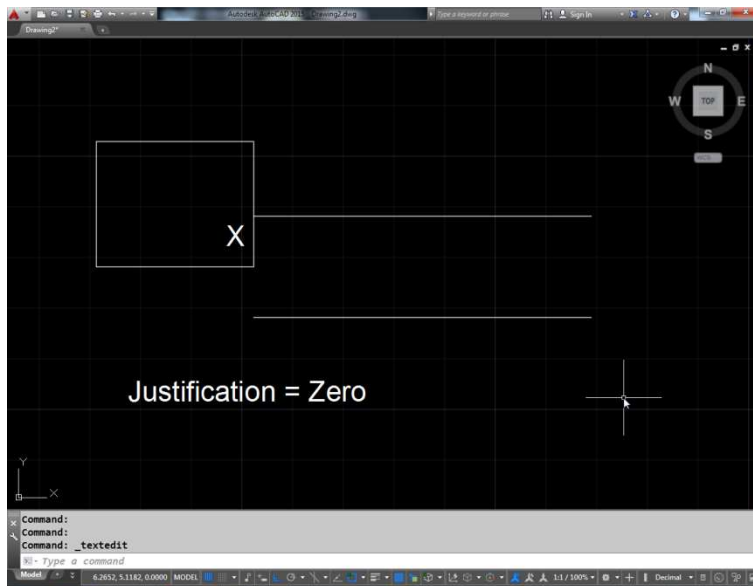 Autodesk AutoCAD 2015 Drawing2.dwg
Type a keyword or phrase
Sign In
Drawing2*
N
W
TOP
E
S
WCS
X
Justification = Zero
Y
X
Command:
Command:
Command: _textedit
Type a command
Model
6.2652, 5.1182, 0.0000 MODEL
1:1 / 100%
Decimal